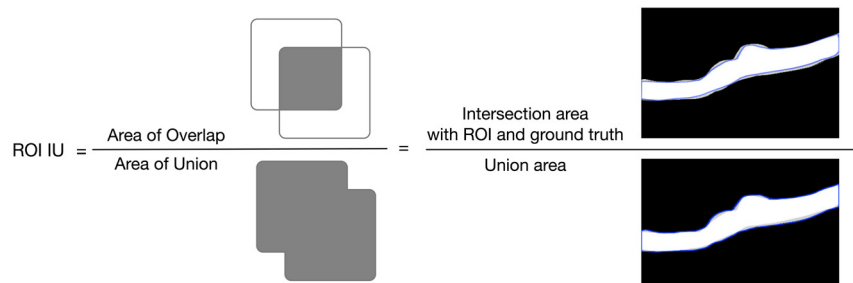 ROI IU = 
Area of Overlap
Area of Union
=
Intersection area
with ROI and ground truth
Union area